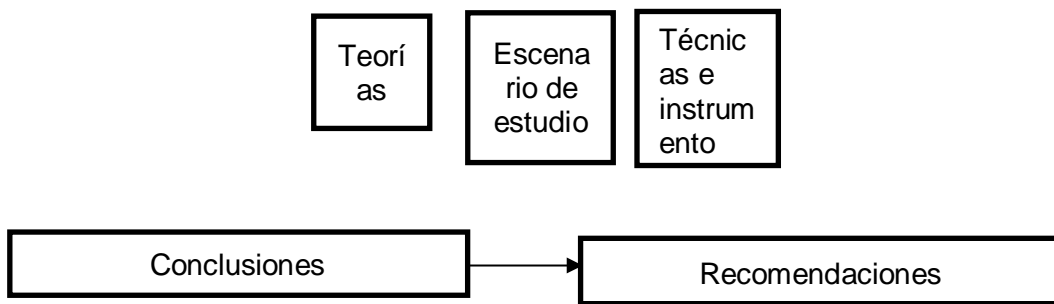 Teorí
as
Escena
rio de
estudio
Técnic
as e
instrum
ento
Conclusiones
Recomendaciones